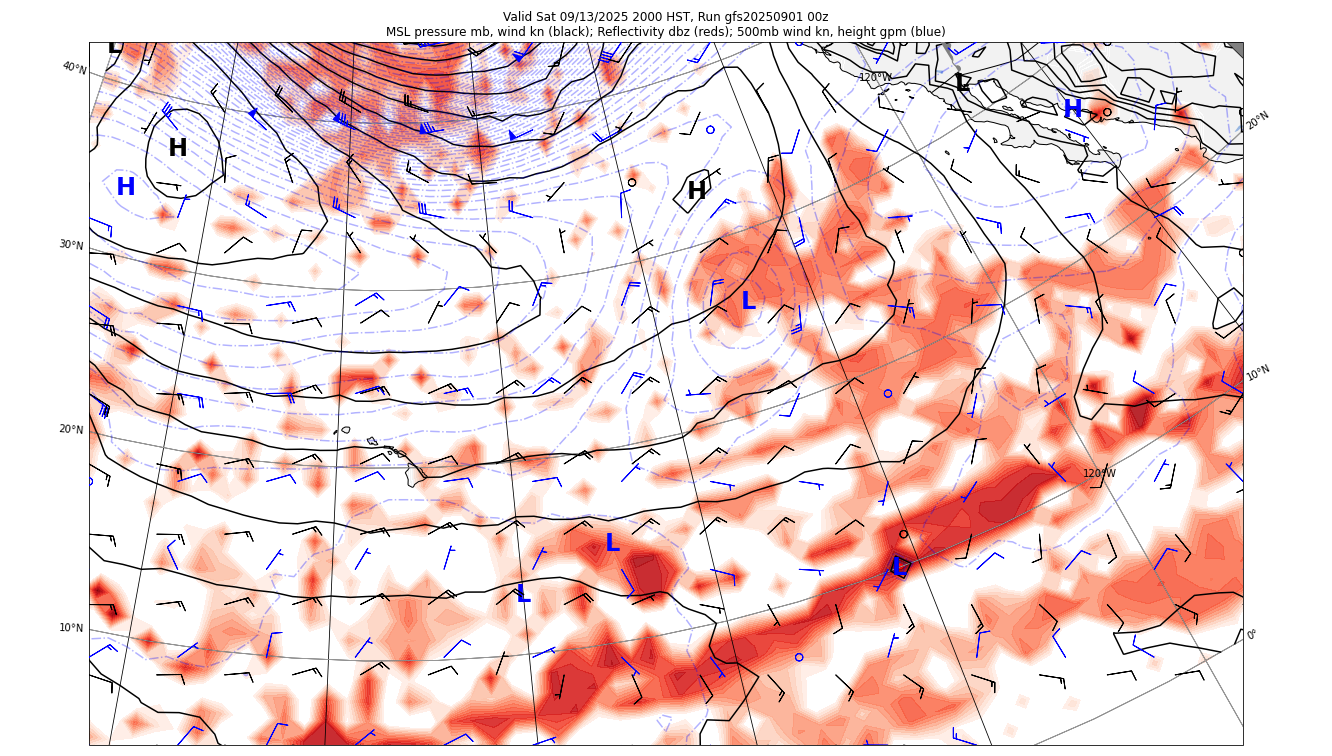 Valid Sat 09/13/2025 2000 HST, Run gfs20250901 00z
MSL pressure mb, wind kn (black); Reflectivity dbz (reds); 500mb wind kn, height gpm (blue)
L
40°N
120°W
L
H
20°N
H
H
H
30°N
L
10°N
20°N
120°W
L
L
L
10°N
0°